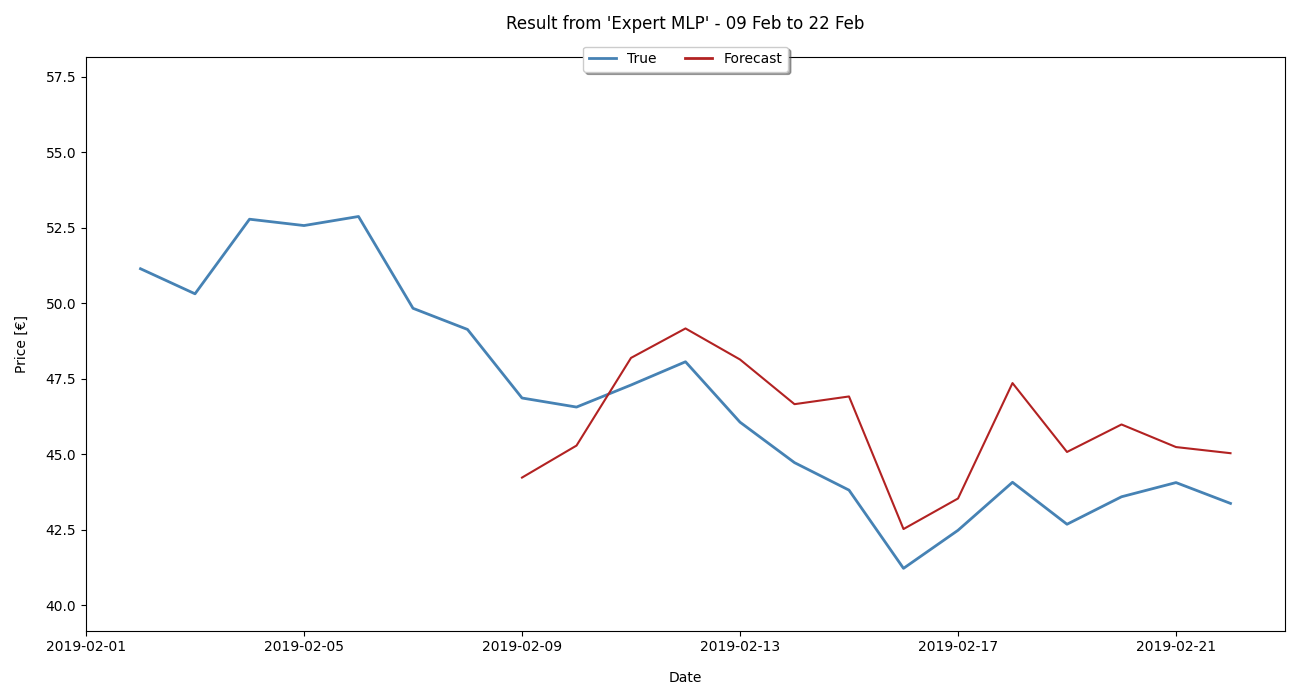 Result from 'Expert MLP' - 09 Feb to 22 Feb
True Forecast
57.5
55.0
52.5
50.0
47.5
45.0
42.5
40.0
Price [€]
2019-02-01 2019-02-05 2019-02-09 2019-02-13 2019-02-17 2019-02-21
Date